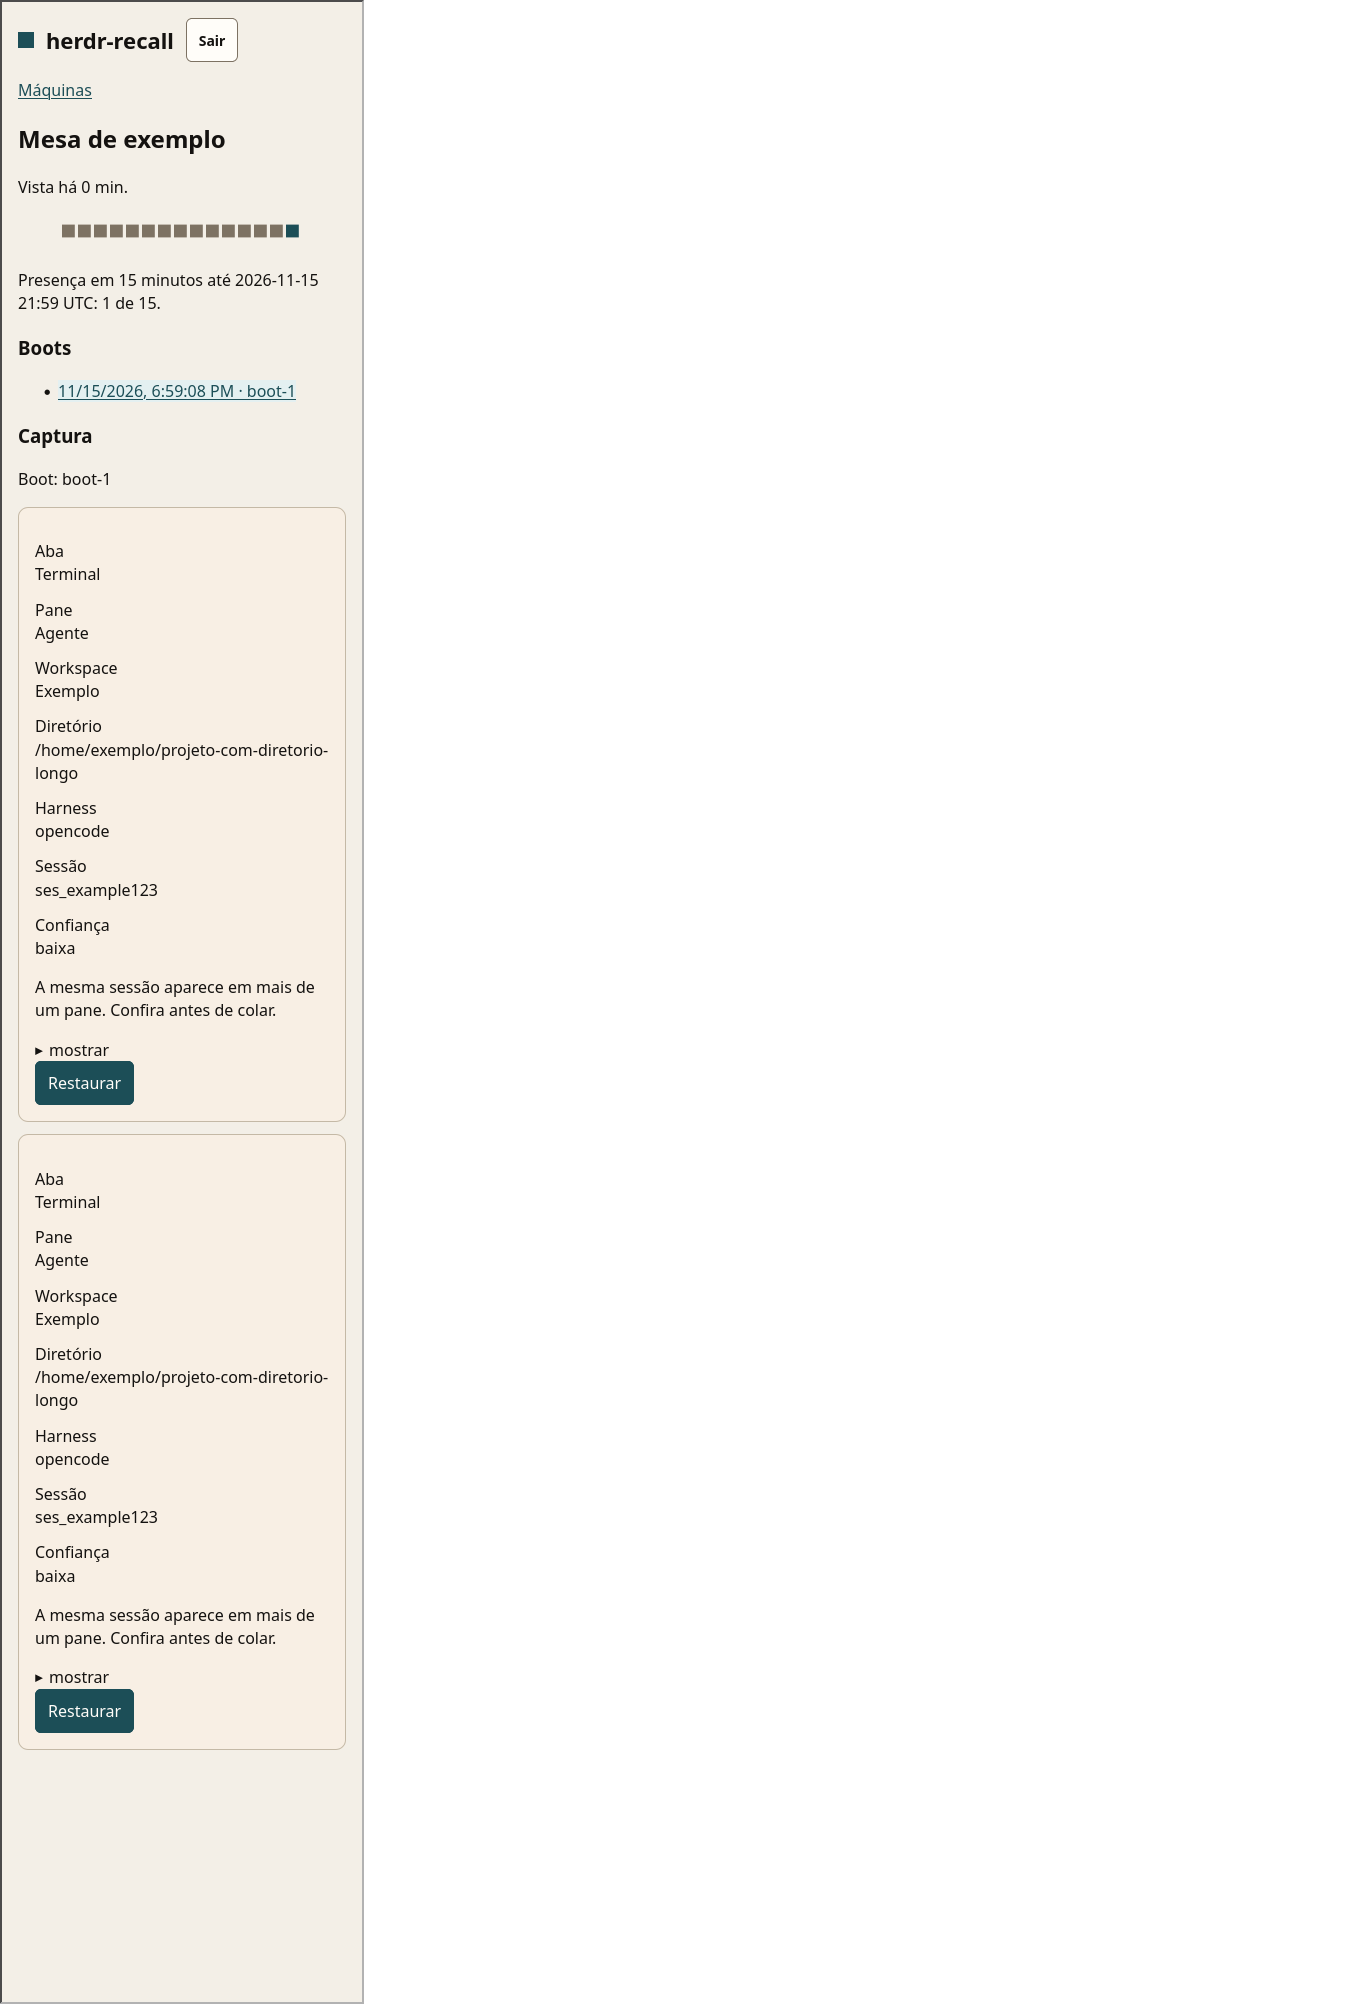 herdr-recall Sair
Máquinas
Mesa de exemplo
Vista há 0 min.
Presença em 15 minutos até 2026-11-15
21:59 UTC: 1 de 15.
Boots
11/15/2026, 6:59:08 PM · boot-1
Captura
Boot: boot-1
Aba
Terminal
Pane
Agente
Workspace
Exemplo
Diretório
/home/exemplo/projeto-com-diretorio-
longo
Harness
opencode
Sessão
ses_example123
Confiança
baixa
A mesma sessão aparece em mais de
um pane. Confira antes de colar.
mostrar
Restaurar
Aba
Terminal
Pane
Agente
Workspace
Exemplo
Diretório
/home/exemplo/projeto-com-diretorio-
longo
Harness
opencode
Sessão
ses_example123
Confiança
baixa
A mesma sessão aparece em mais de
um pane. Confira antes de colar.
mostrar
Restaurar